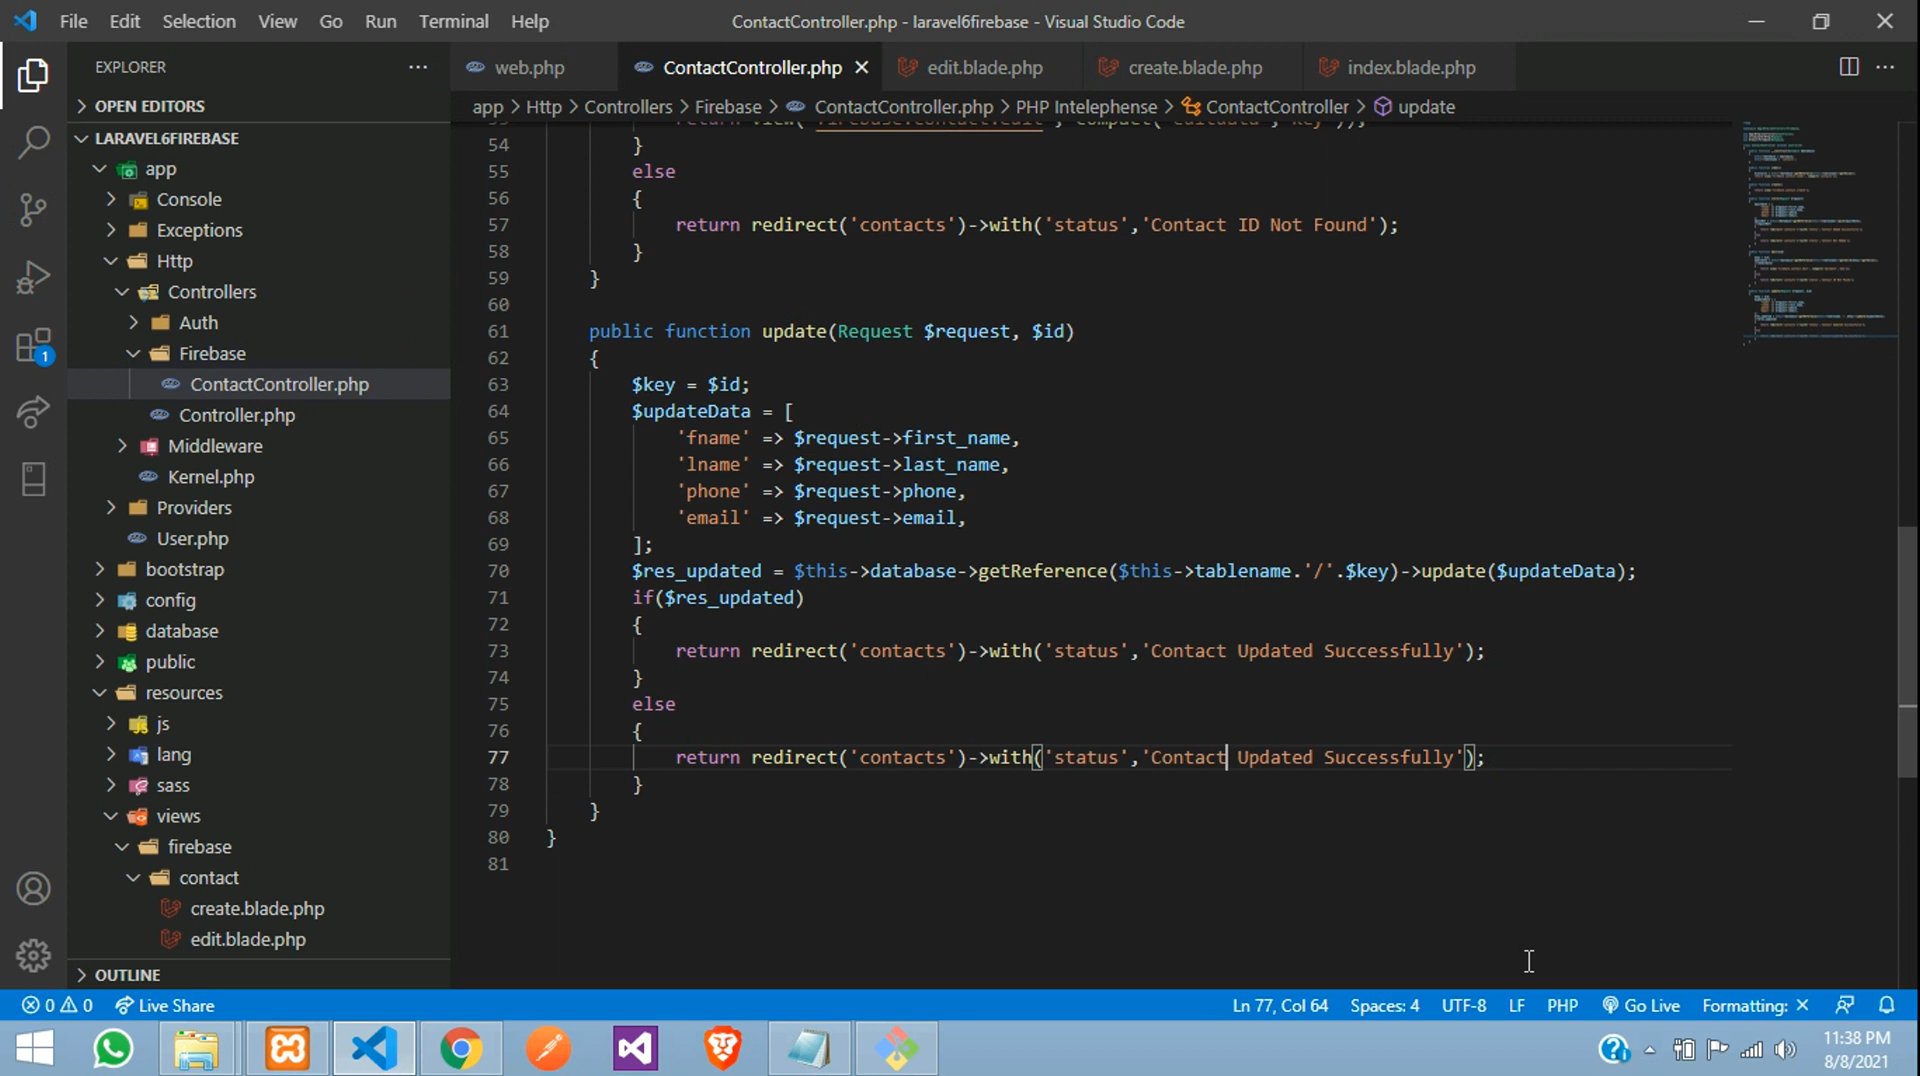 File Edit Selection View Go Run Terminal Help ContactController.php - laravel6firebase - Visual Studio Code
EXPLORER
web.php
ContactController.php
edit.blade.php
create.blade.php
index.blade.php
OPEN EDITORS
app > Http > Controllers > Firebase > ContactController.php > PHP Intelephense > ContactController > update
LARAVEL6FIREBASE
app
Console
Exceptions
Http
Controllers
Auth
Firebase
ContactController.php
Controller.php
Middleware
Kernel.php
Providers
User.php
bootstrap
config
database
public
resources
js
lang
sass
views
firebase
contact
create.blade.php
edit.blade.php
OUTLINE
54 }
55 else
56 {
57 return redirect('contacts')->with('status','Contact ID Not Found');
58 }
59 }
60
61 public function update(Request $request, $id)
62 {
63 $key = $id;
64 $updateData = [
65 'fname' => $request->first_name,
66 'lname' => $request->last_name,
67 'phone' => $request->phone,
68 'email' => $request->email,
69 ];
70 $res_updated = $this->database->getReference($this->tablename.'/'.$key)->update($updateData);
71 if($res_updated)
72 {
73 return redirect('contacts')->with('status','Contact Updated Successfully');
74 }
75 else
76 {
77 return redirect('contacts')->with('status','Contact Updated Successfully');
78 }
79 }
80 }
81
1
0 0 Live Share Ln 77, Col 64 Spaces: 4 UTF-8 LF PHP Go Live Formatting: ×
11:38 PM
8/8/2021